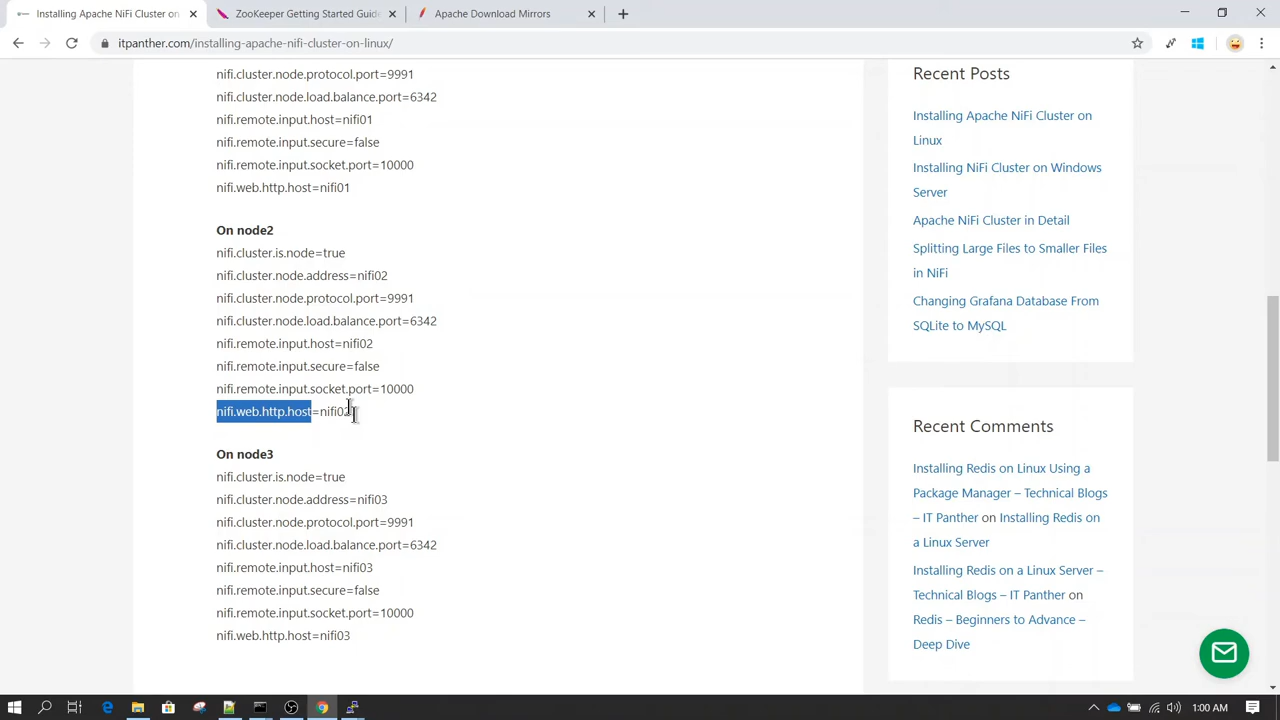 Installing Apache NiFi Cluster on
ZooKeeper Getting Started Guide
Apache Download Mirrors
itpanther.com/installing-apache-nifi-cluster-on-linux/
nifi.cluster.node.protocol.port=9991
nifi.cluster.node.load.balance.port=6342
nifi.remote.input.host=nifi01
nifi.remote.input.secure=false
nifi.remote.input.socket.port=10000
nifi.web.http.host=nifi01
On node2
nifi.cluster.is.node=true
nifi.cluster.node.address=nifi02
nifi.cluster.node.protocol.port=9991
nifi.cluster.node.load.balance.port=6342
nifi.remote.input.host=nifi02
nifi.remote.input.secure=false
nifi.remote.input.socket.port=10000
nifi.web.http.host=nifi02
On node3
nifi.cluster.is.node=true
nifi.cluster.node.address=nifi03
nifi.cluster.node.protocol.port=9991
nifi.cluster.node.load.balance.port=6342
nifi.remote.input.host=nifi03
nifi.remote.input.secure=false
nifi.remote.input.socket.port=10000
nifi.web.http.host=nifi03
Recent Posts
Installing Apache NiFi Cluster on
Linux
Installing NiFi Cluster on Windows
Server
Apache NiFi Cluster in Detail
Splitting Large Files to Smaller Files
in NiFi
Changing Grafana Database From
SQLite to MySQL
Recent Comments
Installing Redis on Linux Using a
Package Manager – Technical Blogs
– IT Panther on Installing Redis on
a Linux Server
Installing Redis on a Linux Server –
Technical Blogs – IT Panther on
Redis – Beginners to Advance –
Deep Dive
1:00 AM